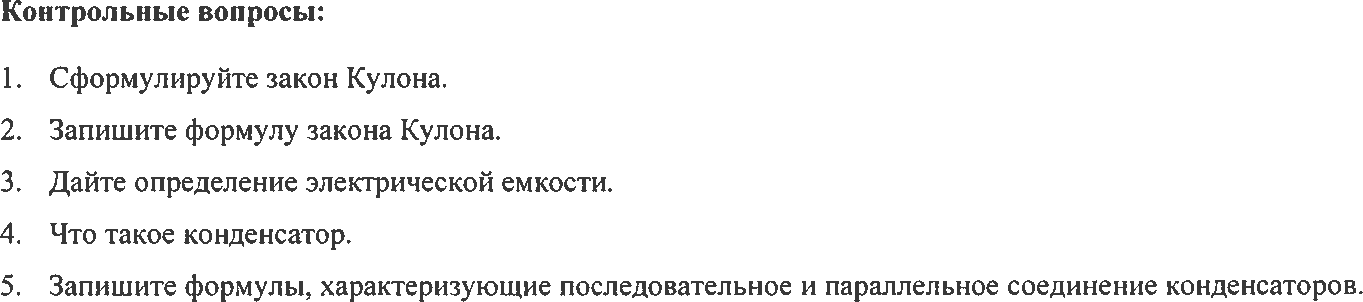 Контрольные вопросы:
1. Сформулируйте закон Кулона.
2. Запишите формулу закона Кулона.
3. Дайте определение электрической емкости.
4. Что такое конденсатор.
5. Запишите формулы, характеризующие последовательное и параллельное соединение конденсаторов.